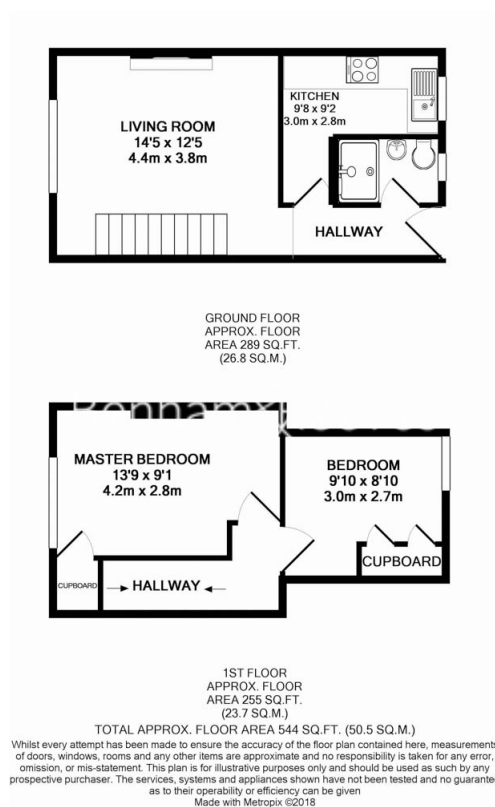 KITCHEN
9'8 x 9'2
3.0m x 2.8m
LIVING ROOM
14'5 x 12'5
4.4m x 3.8m
HALLWAY
GROUND FLOOR
APPROX. FLOOR
AREA 289 SQ.FT.
(26.8 SQ.M.)
MASTER BEDROOM
13'9 x 9'1
4.2m x 2.8m
BEDROOM
9'10 x 8'10
3.0m x 2.7m
CUPBOARD
CUPBOARD
HALLWAY
1ST FLOOR
APPROX. FLOOR
AREA 255 SQ.FT.
(23.7 SQ.M.)
TOTAL APPROX. FLOOR AREA 544 SQ.FT. (50.5 SQ.M.)
Whilst every attempt has been made to ensure the accuracy of the floor plan contained here, measurements
of doors, windows, rooms and any other items are approximate and no responsibility is taken for any error,
omission, or mis-statement. This plan is for illustrative purposes only and should be used as such by any
prospective purchaser. The services, systems and appliances shown have not been tested and no guarantee
as to their operability or efficiency can be given
Made with Metropix ©2018